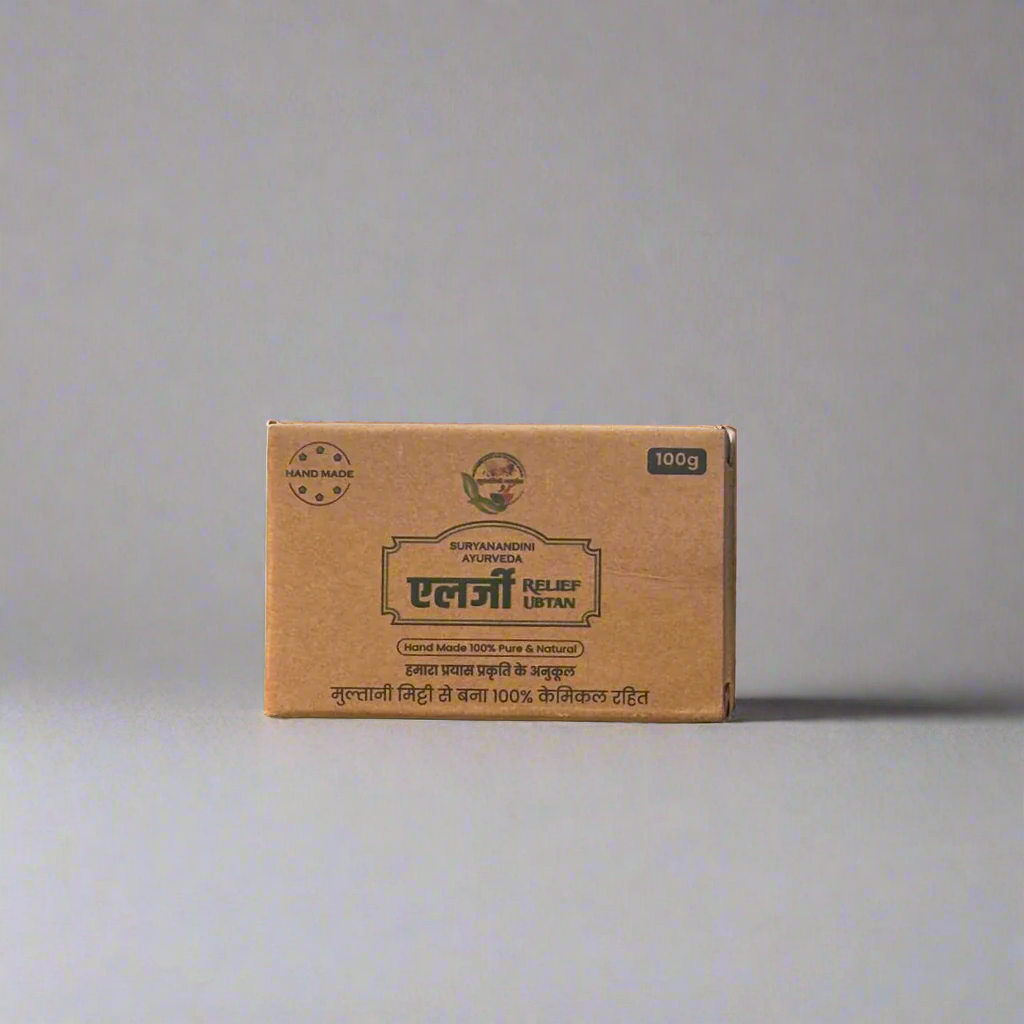 HAND MADE
100g
SURYANANDINI
AYURVEDA
एलर्जी RELIEF
UBTAN
Hand Made 100% Pure & Natural
हमारा प्रयास प्रकृति के अनुकूल
मुल्तानी मिट्टी से बना 100% केमिकल रहित